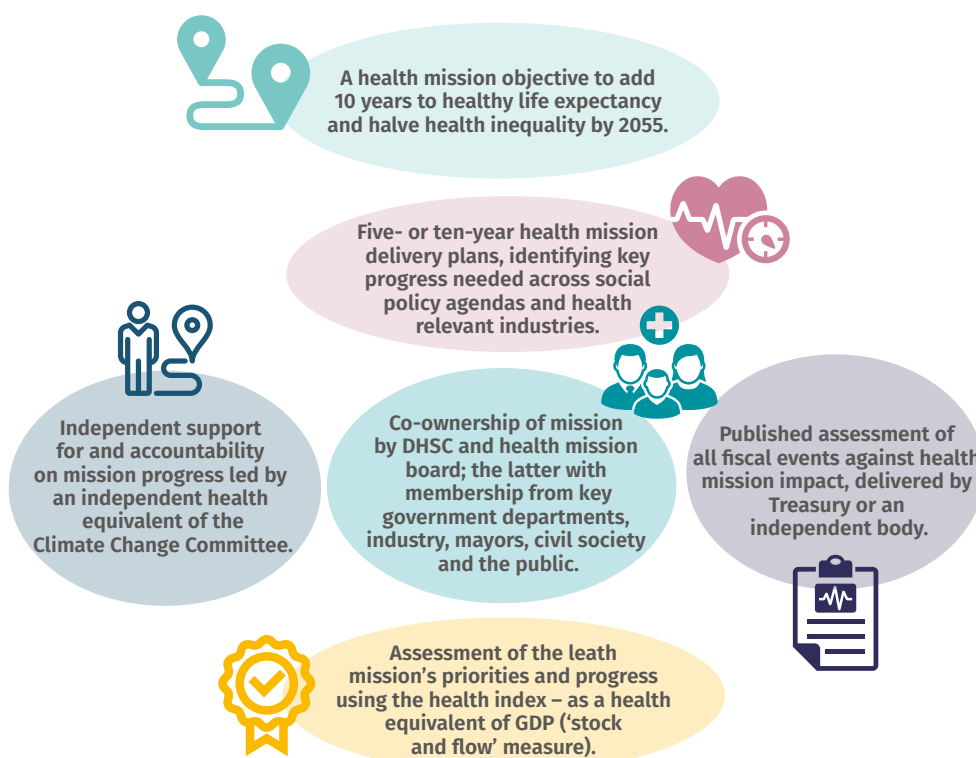 A health mission objective to add
10 years to healthy life expectancy
and halve health inequality by 2055.
Five- or ten-year health mission
delivery plans, identifying key
progress needed across social
policy agendas and health
relevant industries.
Independent support
for and accountability
on mission progress led by
an independent health
equivalent of the
Climate Change Committee.
Co-ownership of mission
by DHSC and health mission
board; the latter with
membership from key
government departments,
industry, mayors, civil society
and the public.
Published assessment of
all fiscal events against health
mission impact, delivered by
Treasury or an
independent body.
Assessment of the leath
mission’s priorities and progress
using the health index – as a health
equivalent of GDP (‘stock
and flow’ measure).